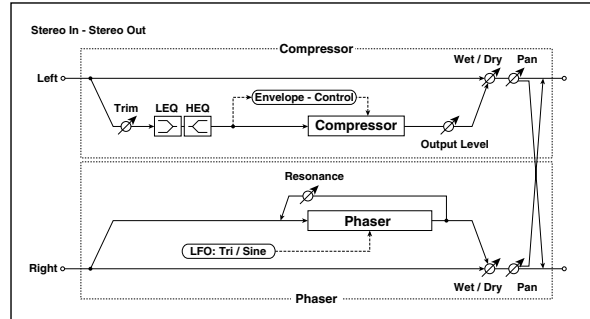 Stereo In - Stereo Out
Compressor
Wet / Dry
Pan
Left
Envelope - Control
Trim
LEQ
HEQ
Compressor
Output Level
Resonance
Phaser
LFO: Tri / Sine
Right
Wet / Dry
Pan
Phaser